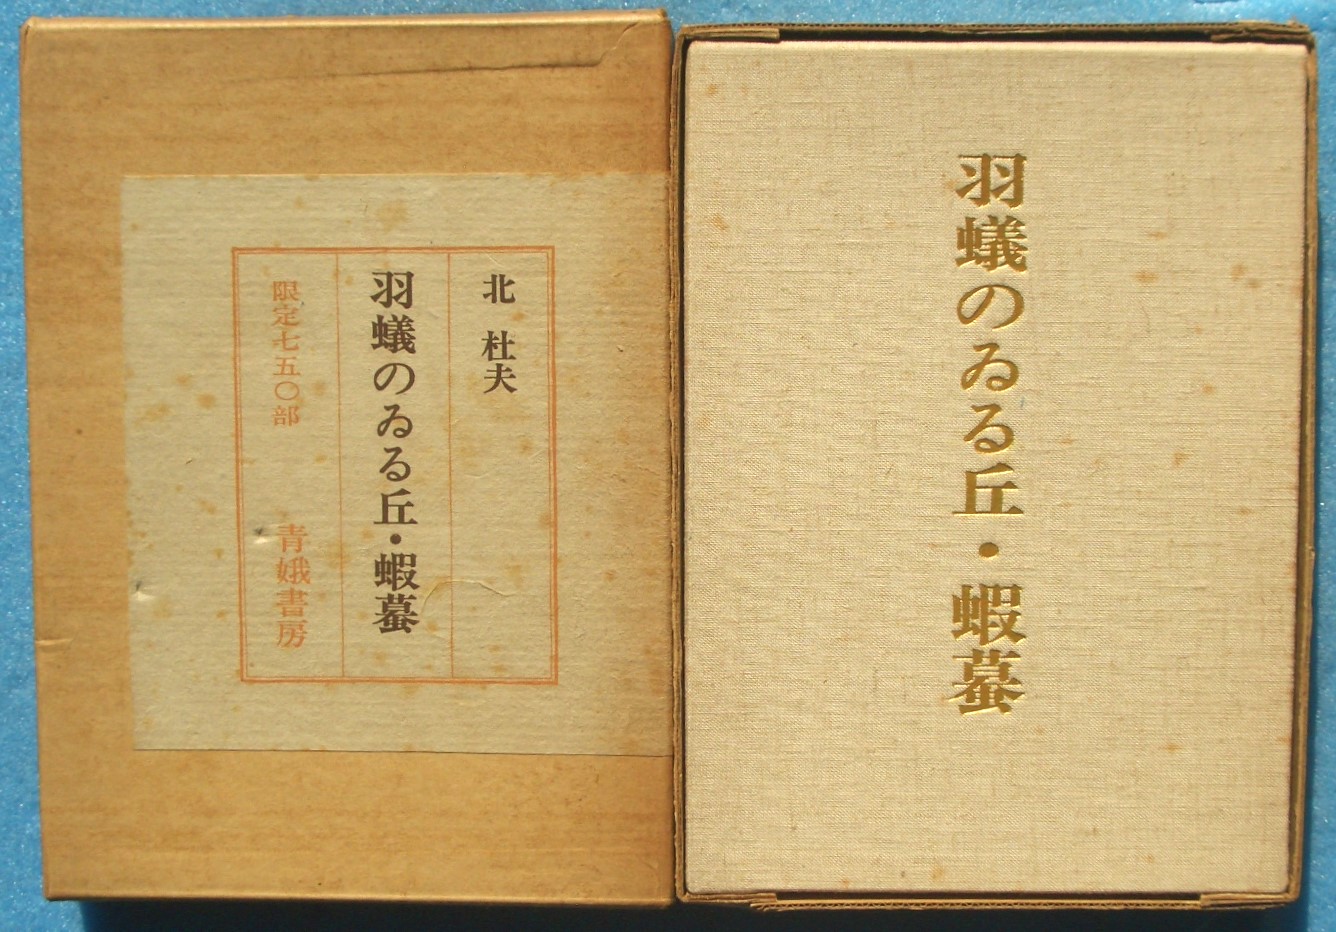 北 杜夫
羽蟻のゐる丘・蝦蟇
限定七五〇部 青娥書房
羽蟻のゐる丘・蝦蟇